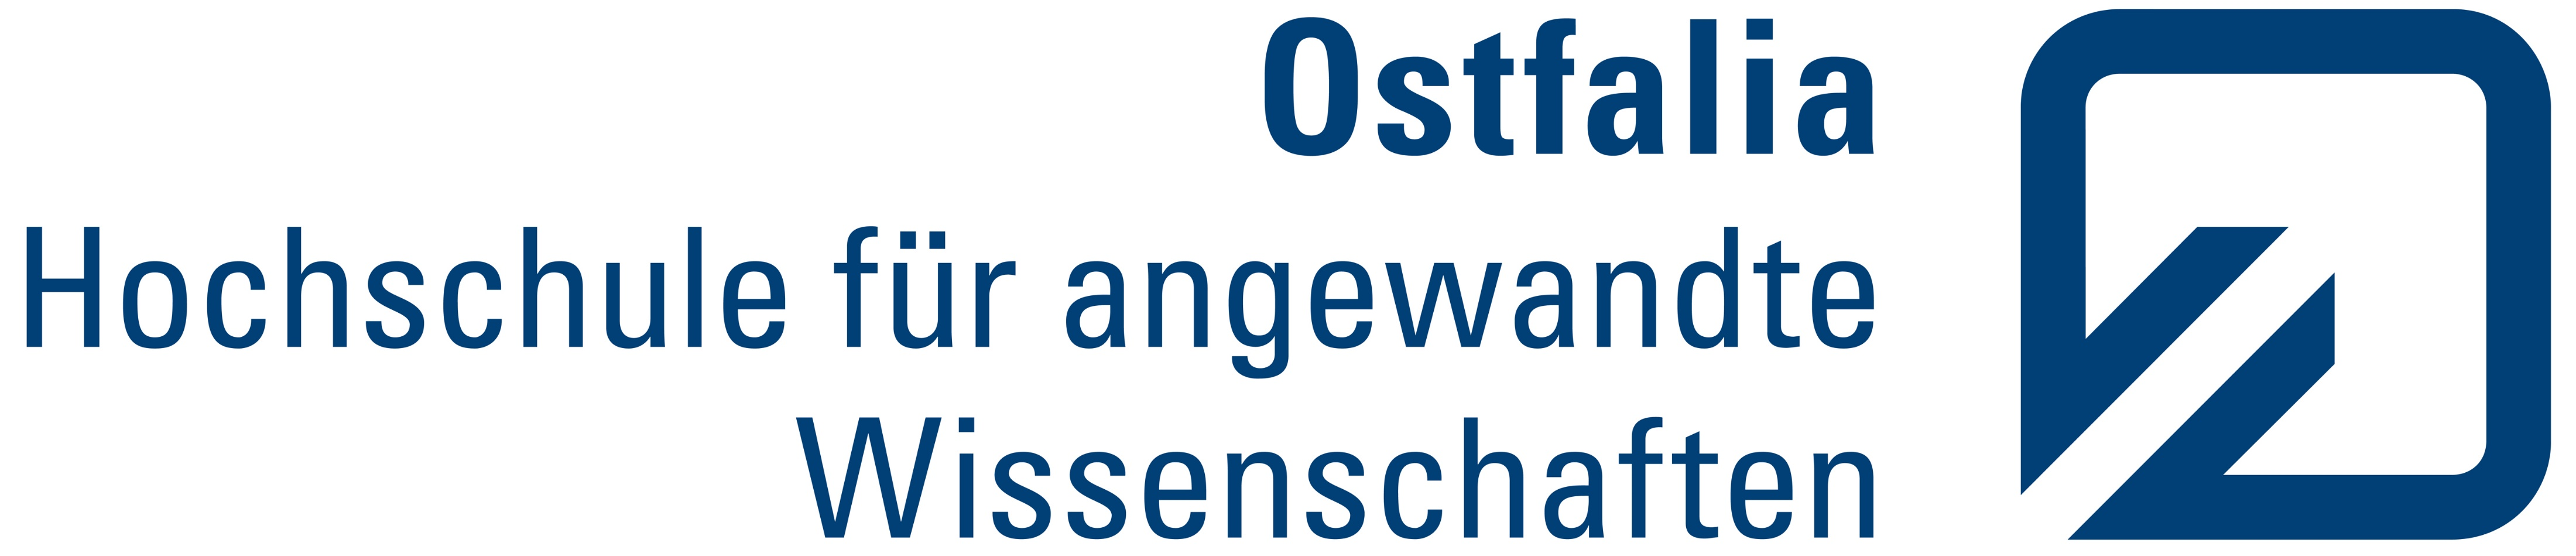 Ostfalia
Hochschule für angewandte
Wissenschaften